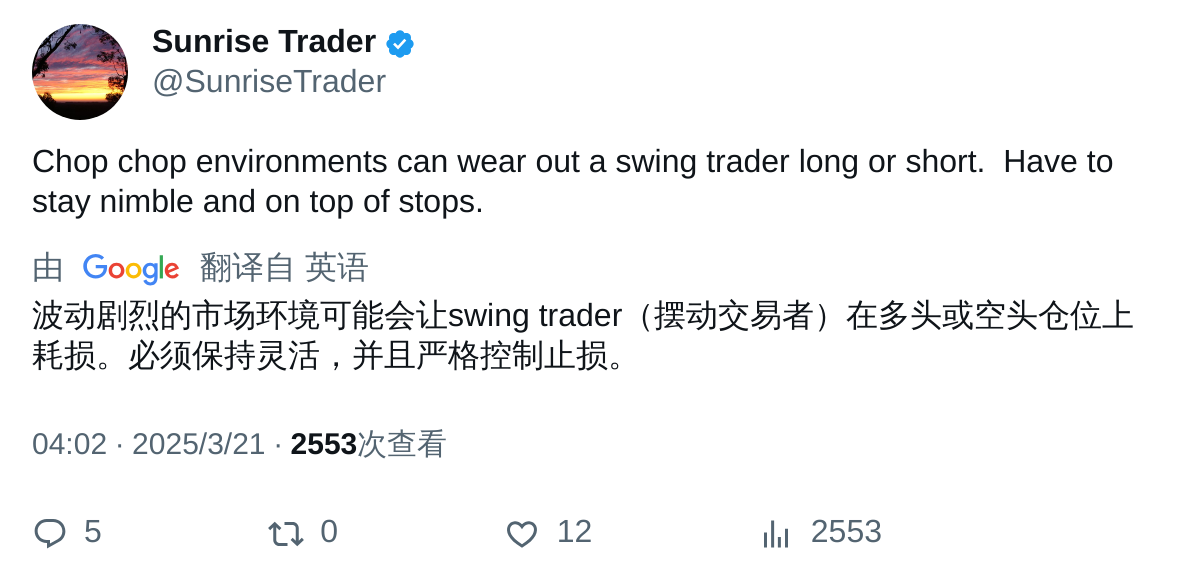 Sunrise Trader
@SunriseTrader
Chop chop environments can wear out a swing trader long or short.  Have to
stay nimble and on top of stops.
由 Google 翻译自 英语
波动剧烈的市场环境可能会让swing trader（摆动交易者）在多头或空头仓位上
耗损。必须保持灵活，并且严格控制止损。
04:02 · 2025/3/21 · 2553次查看
5 0 12 2553